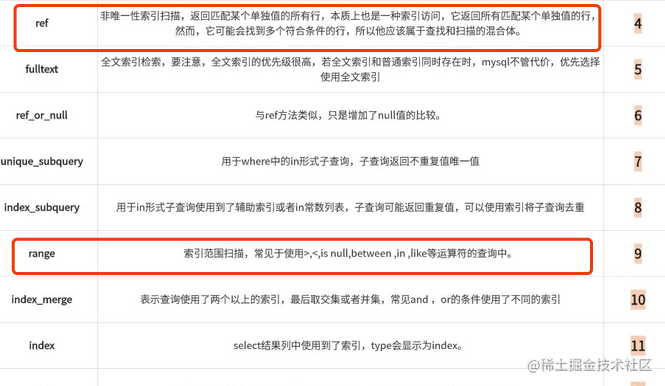 ref
非唯一性索引扫描，返回匹配某个单独值的所有行，本质上也是一种索引访问，它返回所有匹配某个单独值的行，
然而，它可能会找到多个符合条件的行，所以他应该属于查找和扫描的混合体。
4
fulltext
全文索引检索，要注意，全文索引的优先级很高，若全文索引和普通索引同时存在时，mysql不管代价，优先选择
使用全文索引
5
ref_or_null
与ref方法类似，只是增加了null值的比较。
6
unique_subquery
用于where中的in形式子查询，子查询返回不重复值唯一值
7
index_subquery
用于in形式子查询使用到了辅助索引或者in常数列表，子查询可能返回重复值，可以使用索引将子查询去重
8
range
索引范围扫描，常见于使用>,<,is null,between ,in ,like等运算符的查询中。
9
index_merge
表示查询使用了两个以上的索引，最后取交集或者并集，常见and ，or的条件使用了不同的索引
10
index
select结果列中使用到了索引，type会显示为index。
11
@稀土掘金技术社区